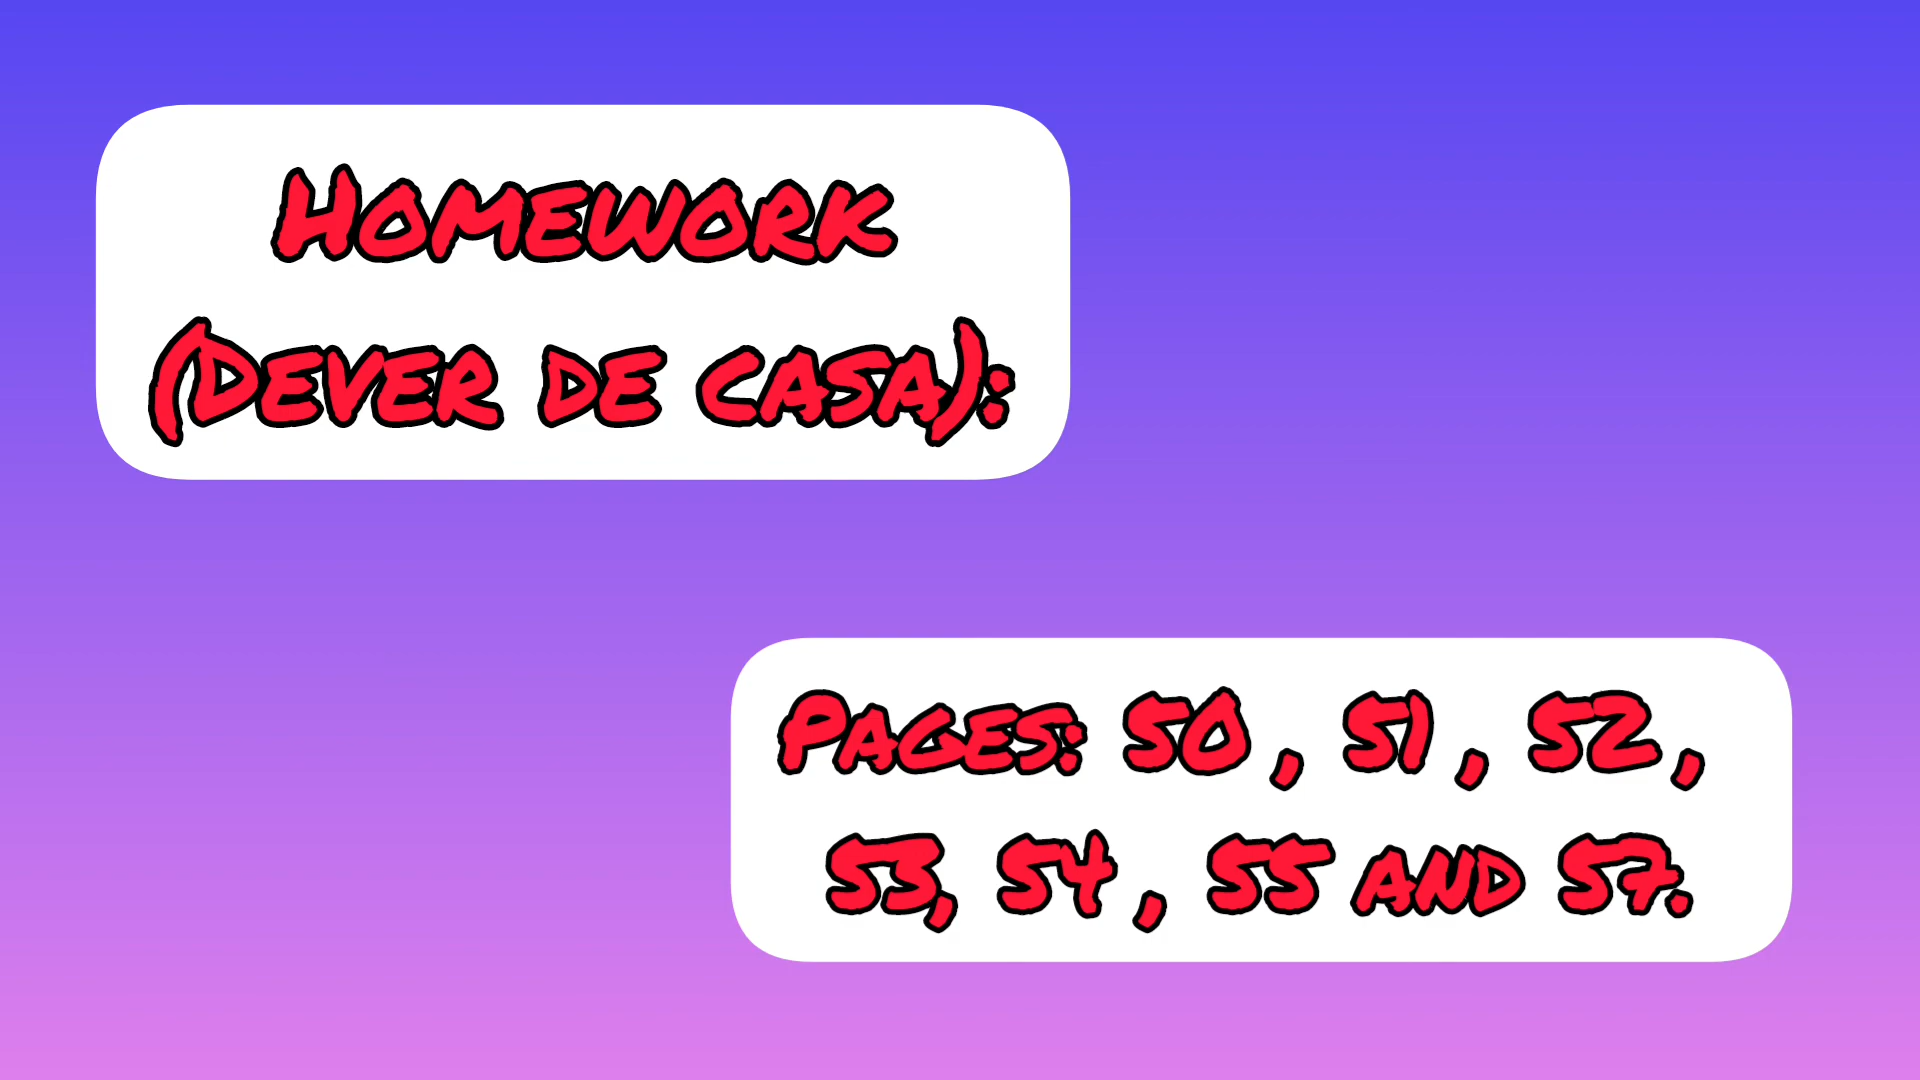 Homework
(Dever de casa):
Pages: 50 , 51 , 52 ,
53, 54 , 55 and 57.